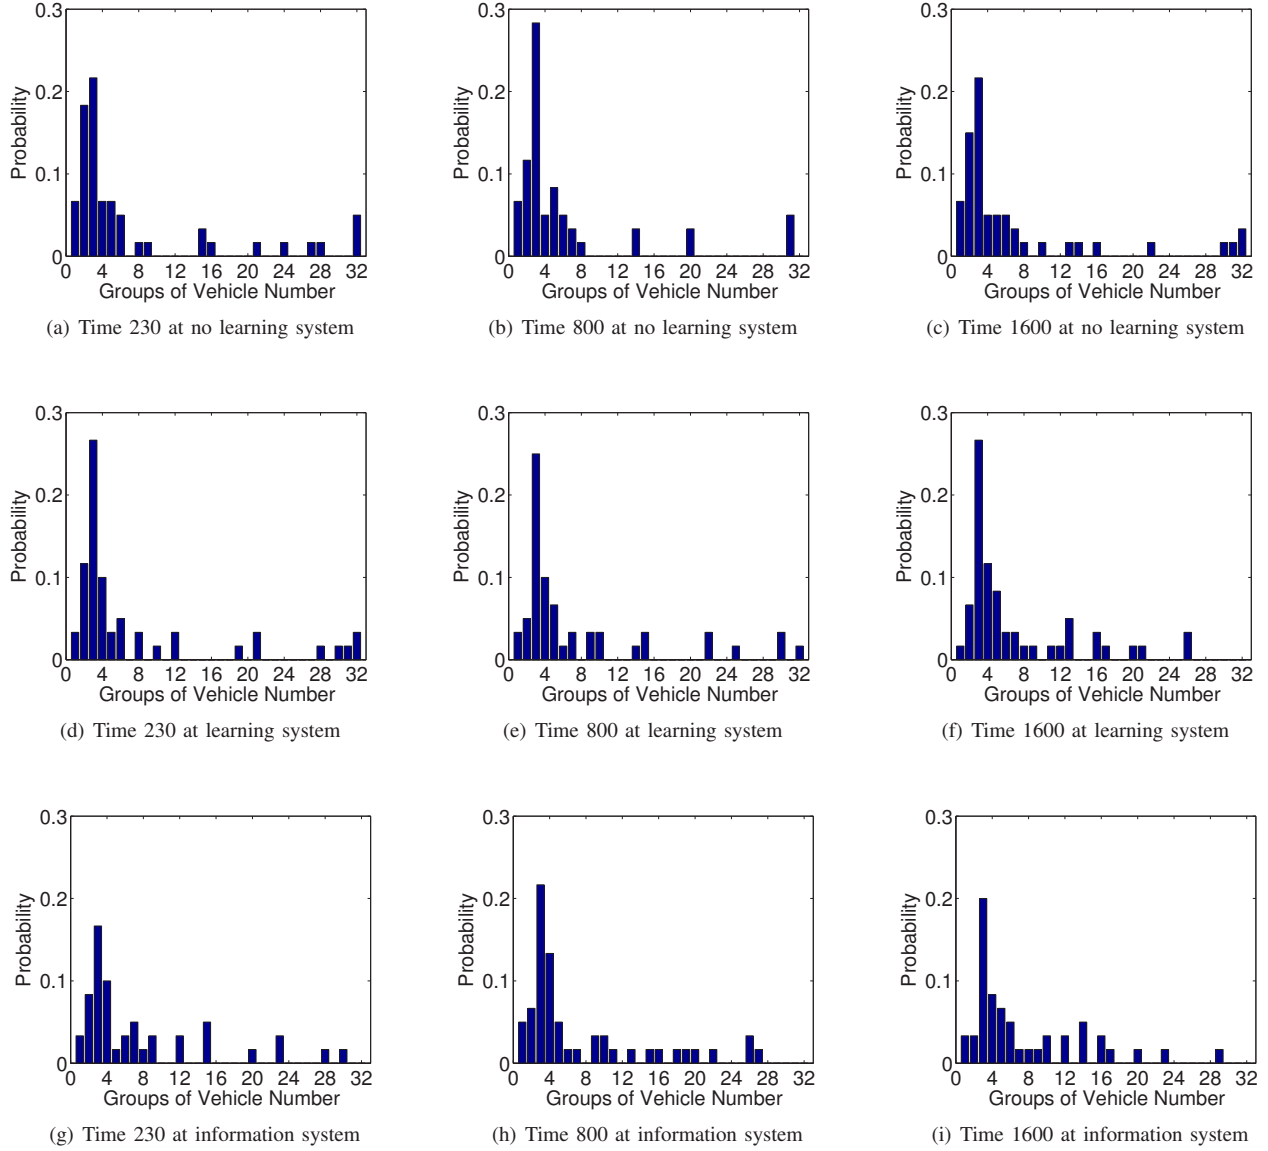 0.3 0.3 0.3
0.2 0.2 0.2
Probability Probability Probability
0.1 0.1 0.1
0 0 0
0 4 8 12 16 20 24 28 32 0 4 8 12 16 20 24 28 32 0 4 8 12 16 20 24 28 32
Groups of Vehicle Number Groups of Vehicle Number Groups of Vehicle Number
(a) Time 230 at no learning system (b) Time 800 at no learning system (c) Time 1600 at no learning system
0.3 0.3 0.3
0.2 0.2 0.2
Probability Probability Probability
0.1 0.1 0.1
0 0 0
0 4 8 12 16 20 24 28 32 0 4 8 12 16 20 24 28 32 0 4 8 12 16 20 24 28 32
Groups of Vehicle Number Groups of Vehicle Number Groups of Vehicle Number
(d) Time 230 at learning system (e) Time 800 at learning system (f) Time 1600 at learning system
0.3 0.3 0.3
0.2 0.2 0.2
Probability Probability Probability
0.1 0.1 0.1
0 0 0
0 4 8 12 16 20 24 28 32 0 4 8 12 16 20 24 28 32 0 4 8 12 16 20 24 28 32
Groups of Vehicle Number Groups of Vehicle Number Groups of Vehicle Number
(g) Time 230 at information system (h) Time 800 at information system (i) Time 1600 at information system